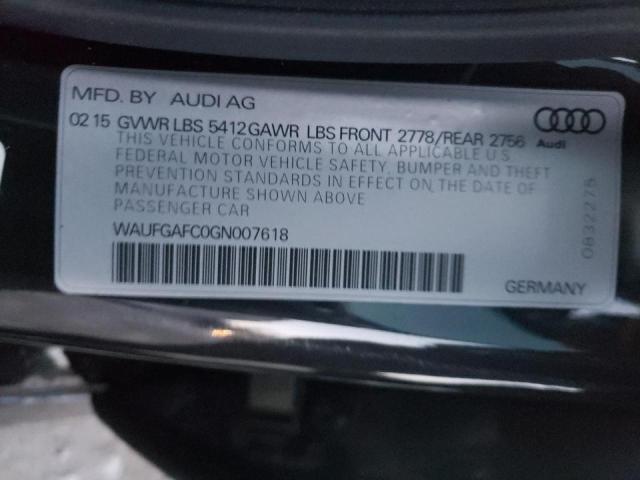 MFD. BY AUDI AG
02 15 GVWR LBS 5412 GAWR LBS FRONT 2778/REAR 2756
THIS VEHICLE CONFORMS TO ALL APPLICABLE U.S.
FEDERAL MOTOR VEHICLE SAFETY, BUMPER AND THEFT
PREVENTION STANDARDS IN EFFECT ON THE DATE OF
MANUFACTURE SHOWN ABOVE
PASSENGER CAR
WAUFGAFC0GN007618
Audi
0832275
GERMANY